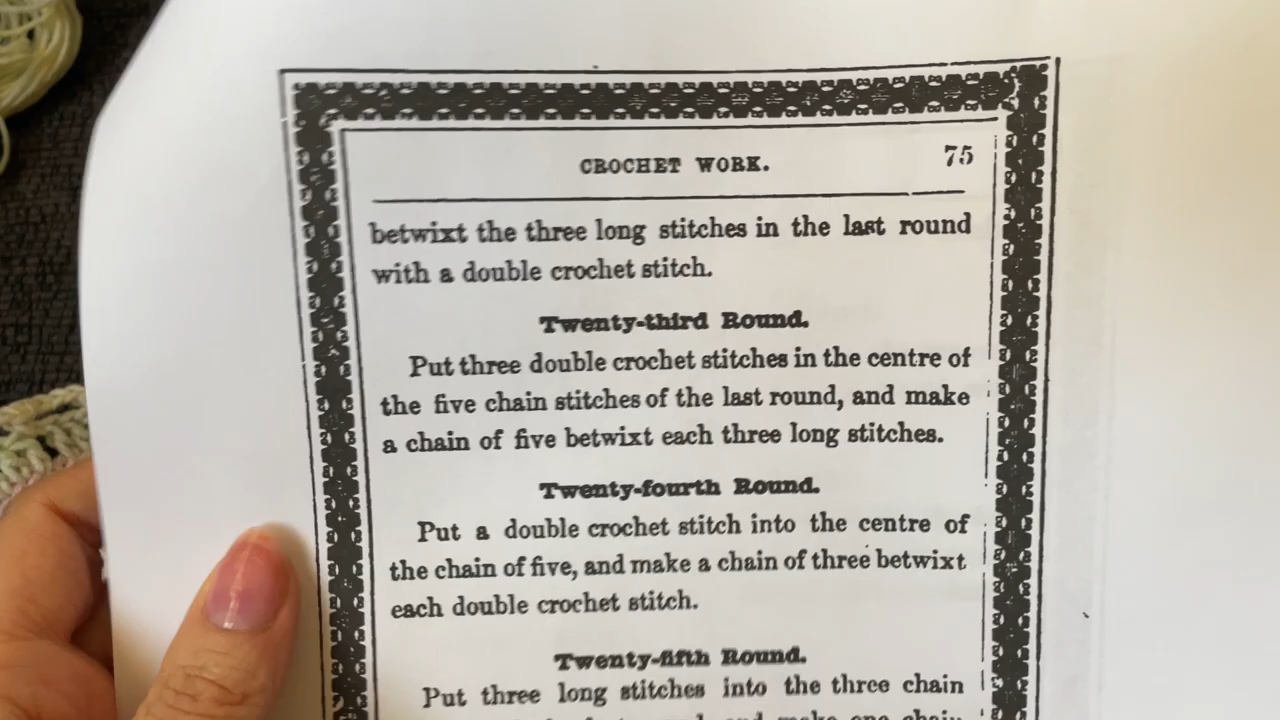 CROCHET WORK.
75
betwixt the three long stitches in the last round
with a double crochet stitch.
Twenty-third Round.
Put three double crochet stitches in the centre of
the five chain stitches of the last round, and make
a chain of five betwixt each three long stitches.
Twenty-fourth Round.
Put a double crochet stitch into the centre of
the chain of five, and make a chain of three betwixt
each double crochet stitch.
Twenty-fifth Round.
Put three long stitches into the three chain
and make one chain